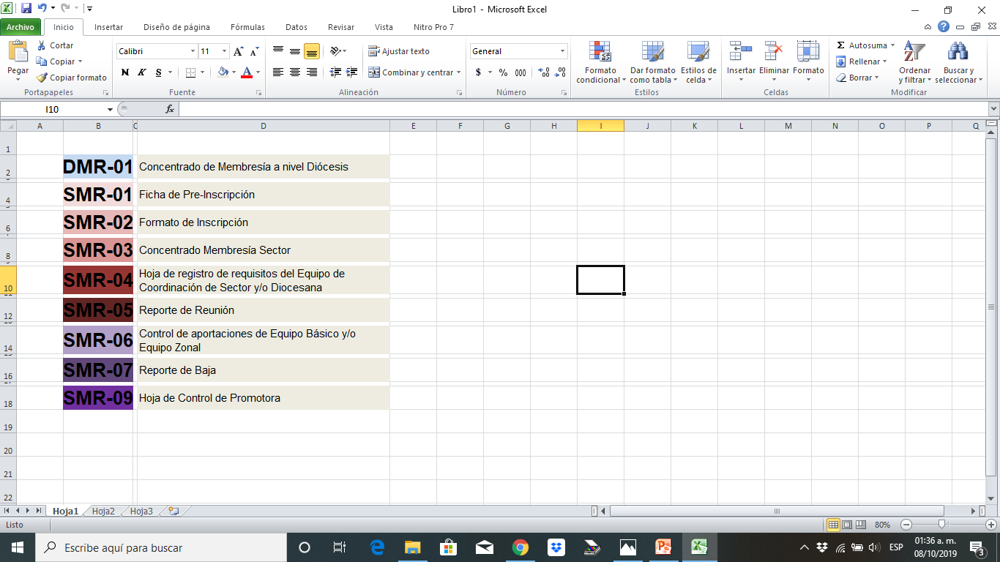 Libro1 - Microsoft Excel
Archivo Inicio Insertar Diseño de página Fórmulas Datos Revisar Vista Nitro Pro 7
Pegar
Cortar
Copiar
Copiar formato
Portapapeles
Calibri 11
N K S A
Fuente
Ajustar texto
Combinar y centrar
Alineación
General
$ % 000
Número
Formato condicional
Dar formato como tabla
Estilos de celda
Estilos
Insertar Eliminar Formato
Celdas
Σ Autosuma
Rellenar
Borrar
Ordenar y filtrar
Buscar y seleccionar
Modificar
I10 fx
A B C D E F G H I J K L M N O P Q
1
2 DMR-01 Concentrado de Membresía a nivel Diócesis
4 SMR-01 Ficha de Pre-Inscripción
6 SMR-02 Formato de Inscripción
8 SMR-03 Concentrado Membresía Sector
10 SMR-04 Hoja de registro de requisitos del Equipo de
Coordinación de Sector y/o Diocesana
12 SMR-05 Reporte de Reunión
14 SMR-06 Control de aportaciones de Equipo Básico y/o
Equipo Zonal
16 SMR-07 Reporte de Baja
18 SMR-09 Hoja de Control de Promotora
19
20
21
22
Hoja1 Hoja2 Hoja3
Listo 80%
Escribe aquí para buscar
ESP
01:36 a. m.
08/10/2019
3